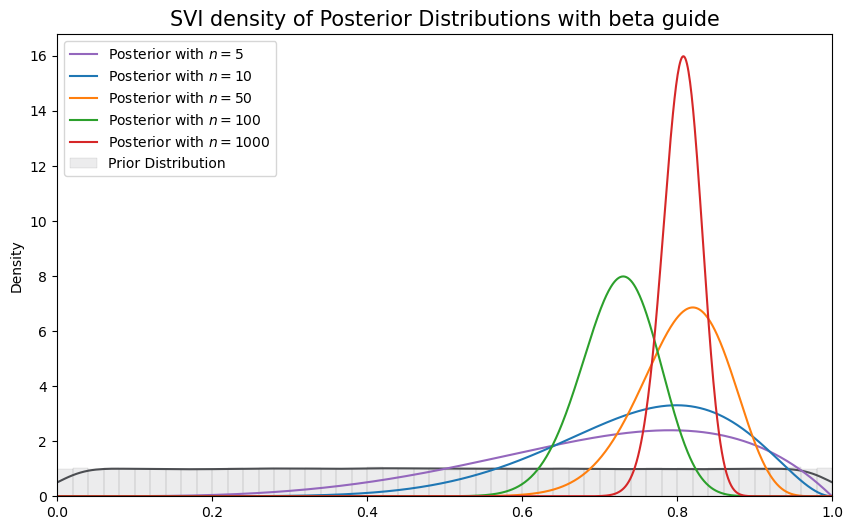 SVI density of Posterior Distributions with beta guide
Posterior with n = 5
Posterior with n = 10
Posterior with n = 50
Posterior with n = 100
Posterior with n = 1000
Prior Distribution
Density
16
14
12
10
8
6
4
2
0
0.0 0.2 0.4 0.6 0.8 1.0